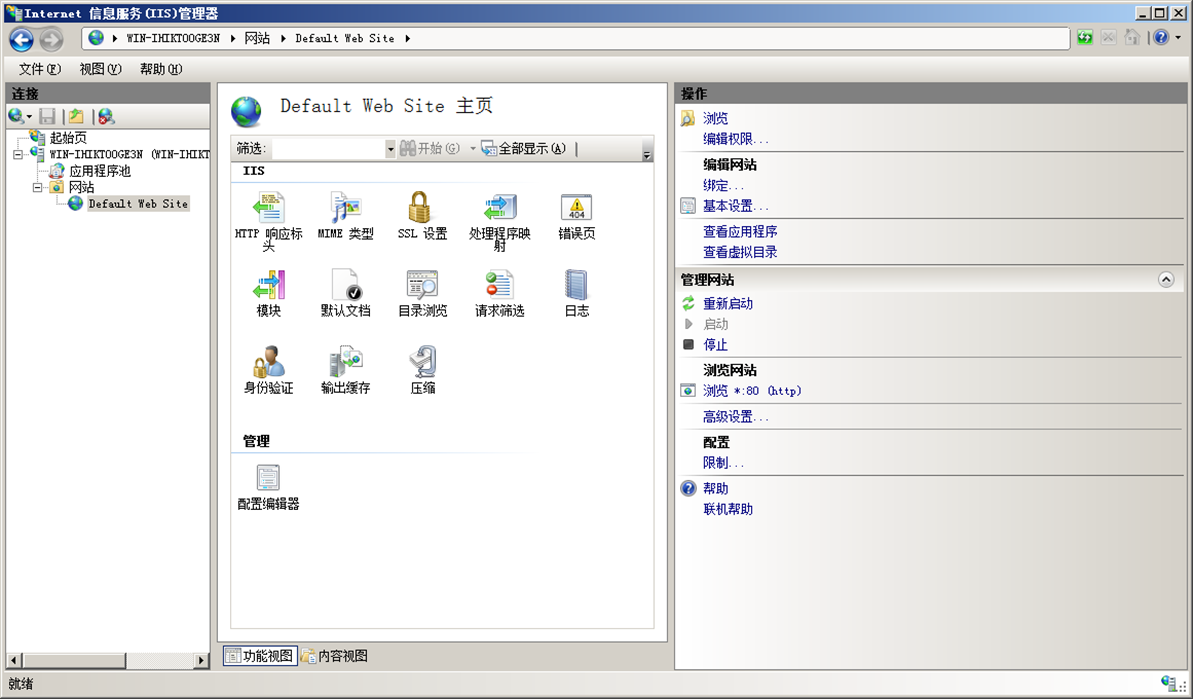 Internet 信息服务(IIS)管理器
WIN-IHIKTOOGE3N 网站 Default Web Site
文件(F) 视图(V) 帮助(H)
连接
起始页
WIN-IHIKTOOGE3N (WIN-IHIKT
应用程序池
网站
Default Web Site
Default Web Site 主页
筛选: 开始(G) 全部显示(A)
IIS
HTTP 响应标头
MIME 类型
SSL 设置
处理程序映射
404
错误页
模块
默认文档
目录浏览
请求筛选
日志
身份验证
输出缓存
压缩
管理
配置编辑器
功能视图 内容视图
操作
浏览
编辑权限...
编辑网站
绑定...
基本设置...
查看应用程序
查看虚拟目录
管理网站
重新启动
启动
停止
浏览网站
浏览 *:80 (http)
高级设置...
配置
限制...
帮助
联机帮助
就绪